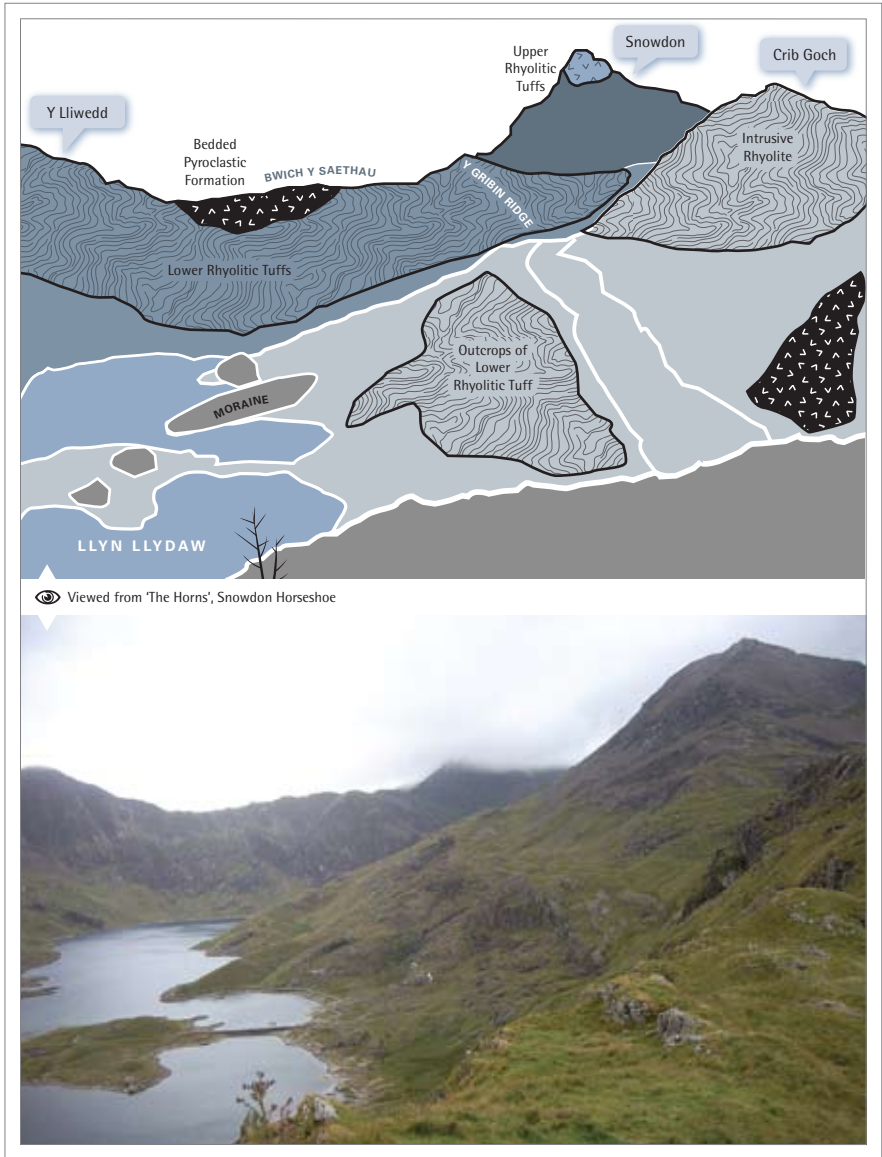 Upper
Rhyolitic
Tuffs
Snowdon
Crib Goch
Y Lliwedd
Bedded
Pyroclastic
Formation
BWICH Y SAETHAU
Intrusive
Rhyolite
Y GRIBIN RIDGE
Lower Rhyolitic Tuffs
Outcrops of
Lower
Rhyolitic Tuff
MORAINE
LLYN LLYDAW
Viewed from ‘The Horns’, Snowdon Horseshoe